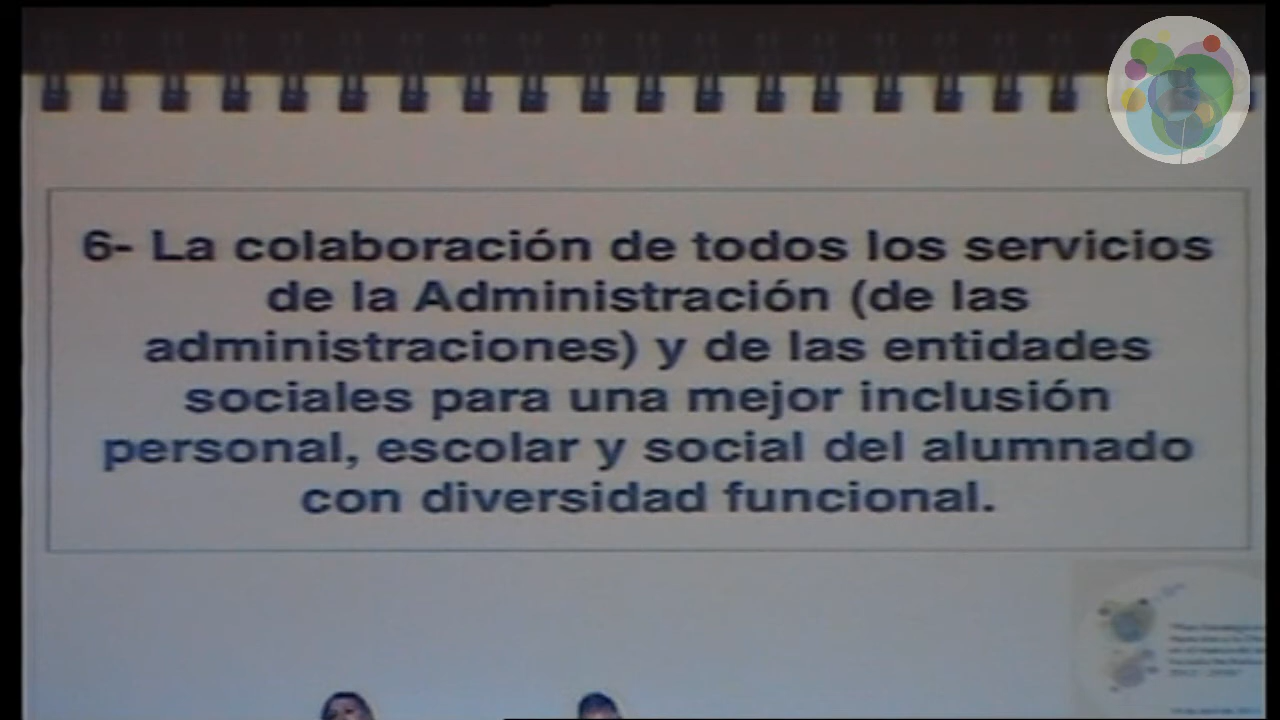 6- La colaboración de todos los servicios
de la Administración (de las
administraciones) y de las entidades
sociales para una mejor inclusión
personal, escolar y social del alumnado
con diversidad funcional.